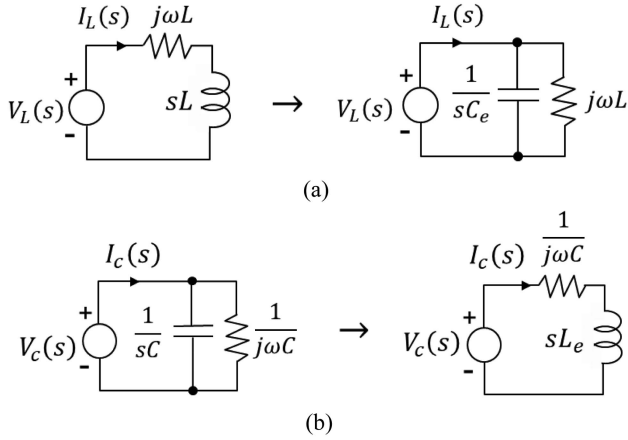 I_L(s) jωL I_L(s)
+ +
V_L(s) sL → V_L(s) 1/(sC_e) jωL
- -
(a)
I_c(s) I_c(s) 1/(jωC)
+ +
V_c(s) 1/(sC) 1/(jωC) → V_c(s) sL_e
- -
(b)